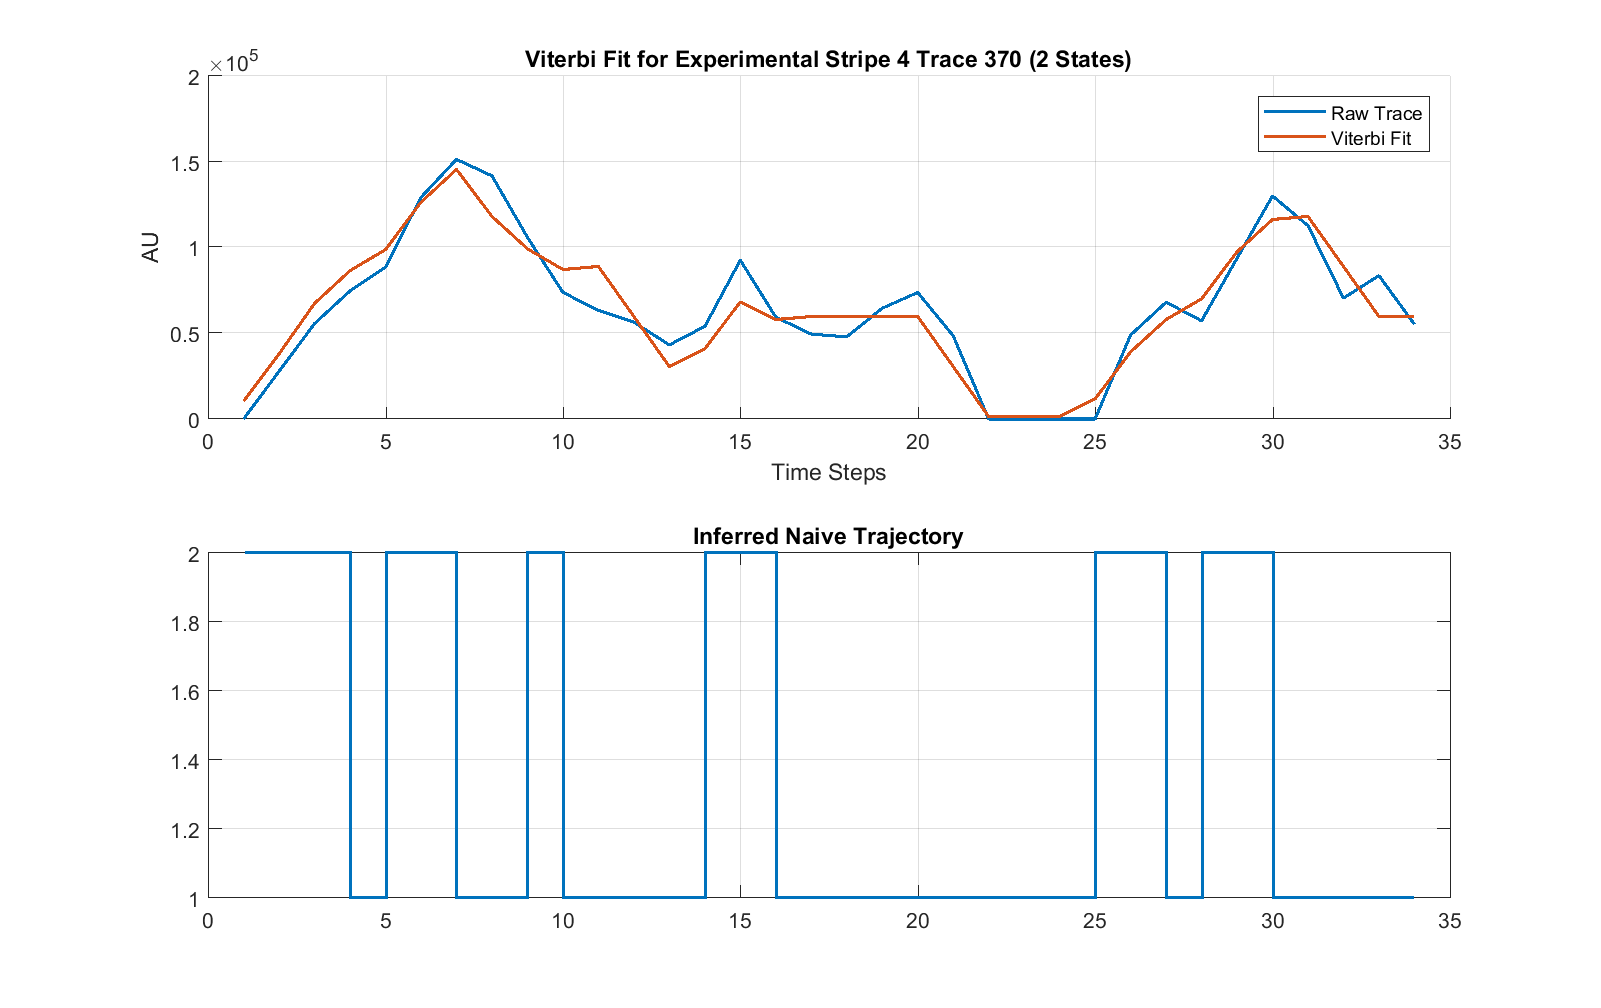 Viterbi Fit for Experimental Stripe 4 Trace 370 (2 States)
×10^5
2
1.5
1
0.5
0
AU
Raw Trace
Viterbi Fit
0 5 10 15 20 25 30 35
Time Steps
Inferred Naive Trajectory
2
1.8
1.6
1.4
1.2
1
0 5 10 15 20 25 30 35